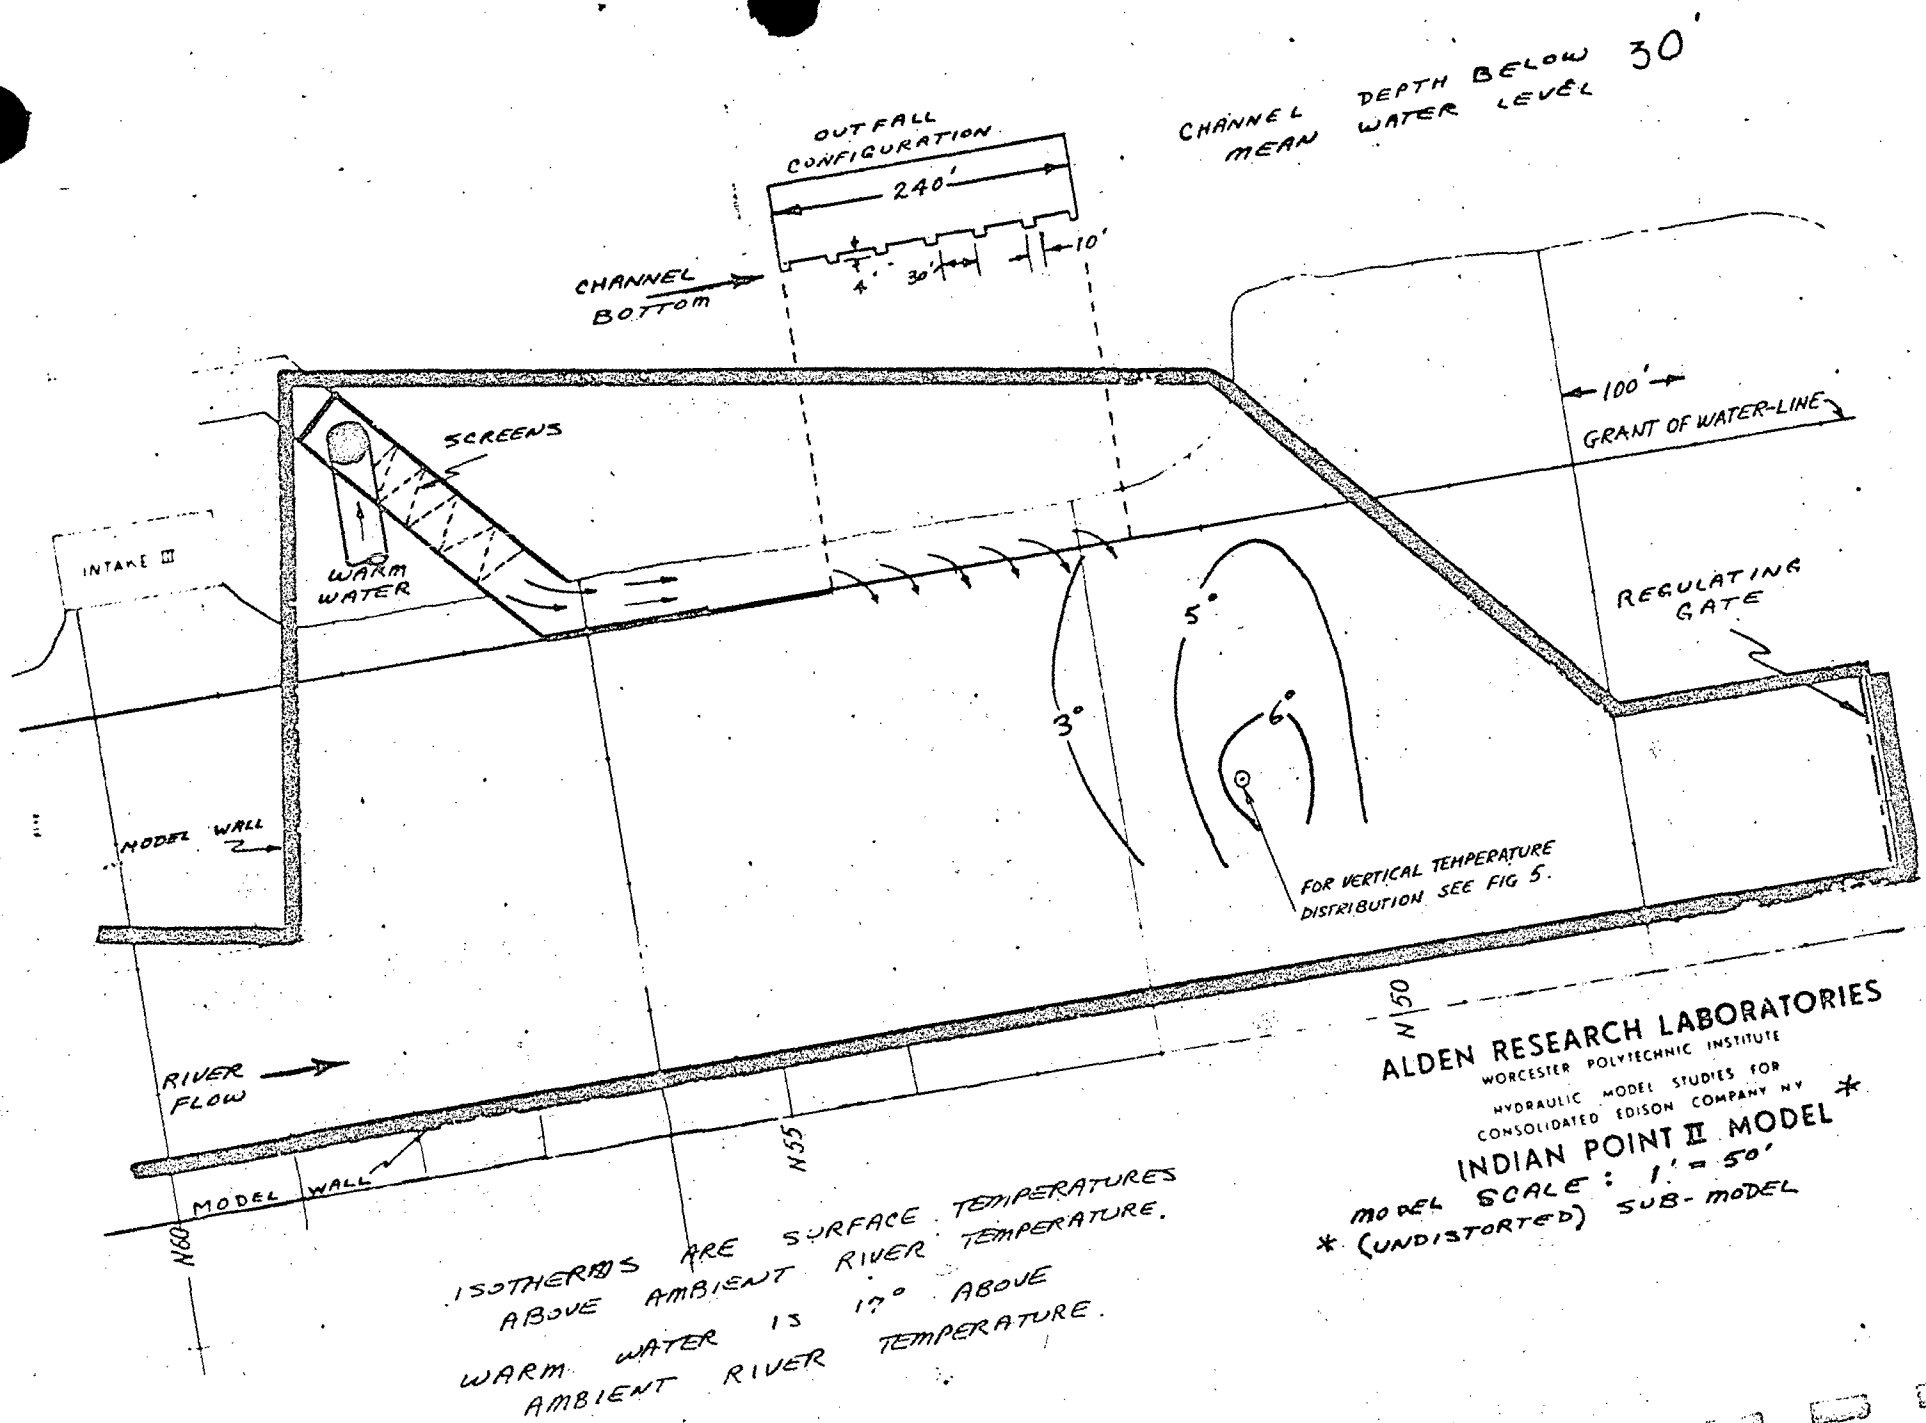 CHANNEL DEPTH BELOW 30'
MEAN WATER LEVEL
OUTFALL
CONFIGURATION
240'
10'
30'
4'
CHANNEL
BOTTOM
100'
GRANT OF WATER-LINE
SCREENS
INTAKE III
WARM
WATER
REGULATING
GATE
5°
6°
3°
MODEL WALL
FOR VERTICAL TEMPERATURE
DISTRIBUTION SEE FIG 5.
RIVER
FLOW
MODEL WALL
N60
N55
N50
ALDEN RESEARCH LABORATORIES
WORCESTER POLYTECHNIC INSTITUTE
HYDRAULIC MODEL STUDIES FOR
CONSOLIDATED EDISON COMPANY NY
INDIAN POINT II MODEL *
MODEL SCALE: 1' = 50'
* (UNDISTORTED) SUB-MODEL
ISOTHERMS ARE SURFACE TEMPERATURES
ABOVE AMBIENT RIVER TEMPERATURE.
WARM WATER IS 17° ABOVE
AMBIENT RIVER TEMPERATURE.